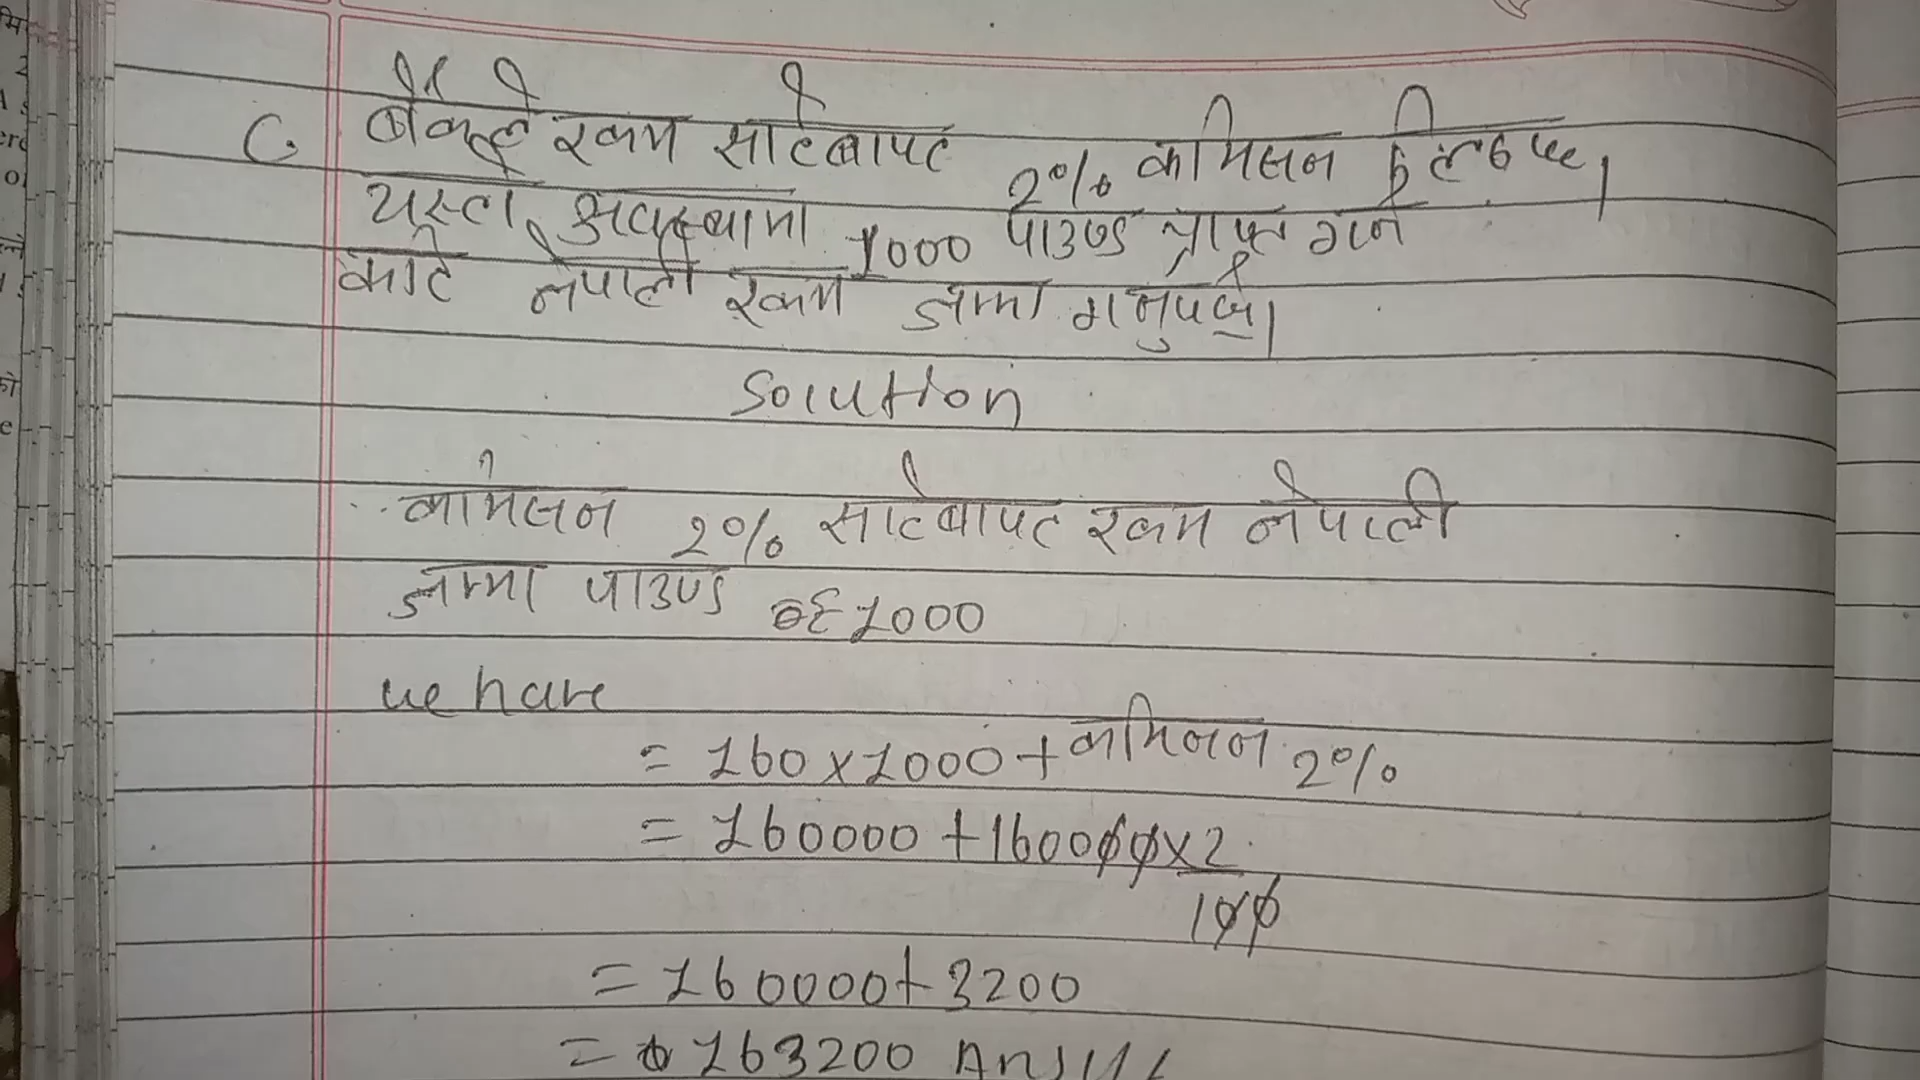 C. बैंकले रकम साटेबापत 2% कमिसन लिन्छ।
यस्तो अवस्थामा 1000 पाउण्ड प्राप्त गर्न
कति नेपाली रकम जम्मा गर्नुपर्छ।
Solution
कमिसन 2% साटेबापत रकम नेपाली
जम्मा पाउण्ड = 1000
we have
= 160 × 1000 + कमिसन 2%
= 160000 + 160000 × 2
100
= 160000 + 3200
= 163200 Ans